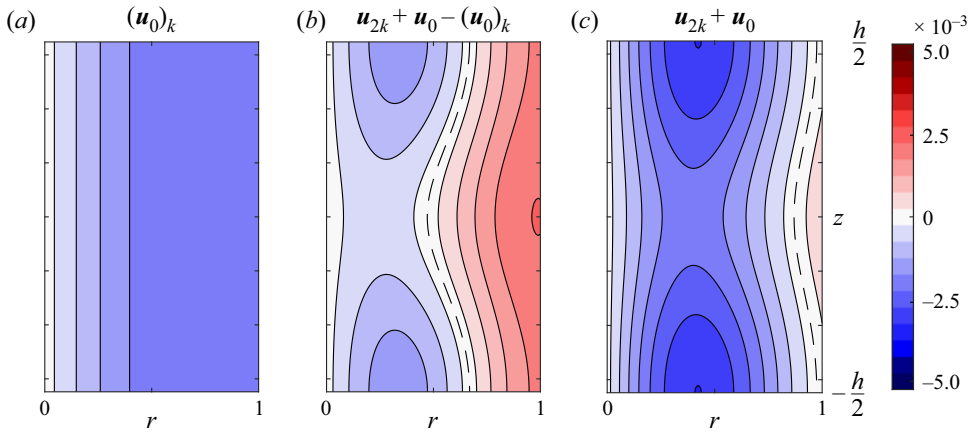 (a) (u₀)ₖ
(b) u₂ₖ + u₀ − (u₀)ₖ
(c) u₂ₖ + u₀
× 10⁻³
h/2
5.0
2.5
z
0
−2.5
−h/2
−5.0
0 1
r
0 1
r
0 1
r